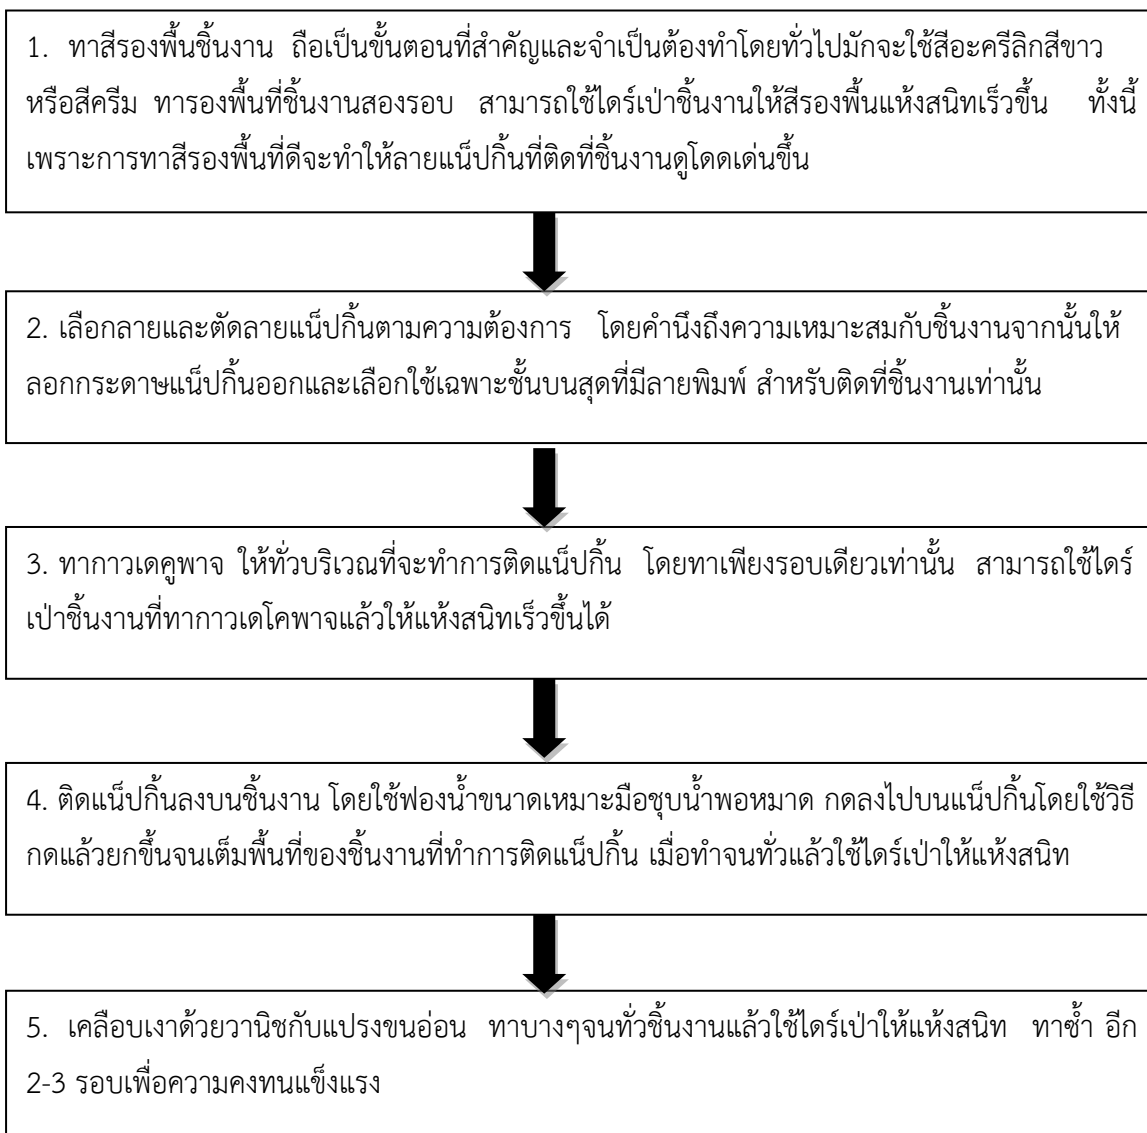 1. ทาสีรองพื้นชิ้นงาน ถือเป็นขั้นตอนที่สำคัญและจำเป็นต้องทำโดยทั่วไปมักจะใช้สีอะครีลิกสีขาว
หรือสีครีม ทารองพื้นที่ชิ้นงานสองรอบ สามารถใช้ไดร์เป่าชิ้นงานให้สีรองพื้นแห้งสนิทเร็วขึ้น ทั้งนี้
เพราะการทาสีรองพื้นที่ดีจะทำให้ลายแน็ปกิ้นที่ติดที่ชิ้นงานดูโดดเด่นขึ้น
2. เลือกลายและตัดลายแน็ปกิ้นตามความต้องการ โดยคำนึงถึงความเหมาะสมกับชิ้นงานจากนั้นให้
ลอกกระดาษแน็ปกิ้นออกและเลือกใช้เฉพาะชั้นบนสุดที่มีลายพิมพ์ สำหรับติดที่ชิ้นงานเท่านั้น
3. ทากาวเดคูพาจ ให้ทั่วบริเวณที่จะทำการติดแน็ปกิ้น โดยทาเพียงรอบเดียวเท่านั้น สามารถใช้ไดร์
เป่าชิ้นงานที่ทากาวเดโคพาจแล้วให้แห้งสนิทเร็วขึ้นได้
4. ติดแน็ปกิ้นลงบนชิ้นงาน โดยใช้ฟองน้ำขนาดเหมาะมือชุบน้ำพอหมาด กดลงไปบนแน็ปกิ้นโดยใช้วิธี
กดแล้วยกขึ้นจนเต็มพื้นที่ของชิ้นงานที่ทำการติดแน็ปกิ้น เมื่อทำจนทั่วแล้วใช้ไดร์เป่าให้แห้งสนิท
5. เคลือบเงาด้วยวานิชกับแปรงขนอ่อน ทาบางๆจนทั่วชิ้นงานแล้วใช้ไดร์เป่าให้แห้งสนิท ทาซ้ำ อีก
2-3 รอบเพื่อความคงทนแข็งแรง